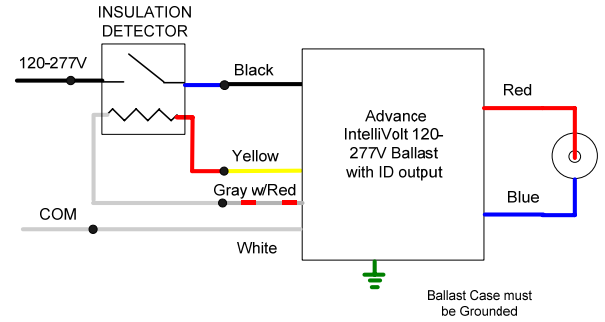 INSULATION
DETECTOR
120-277V
Black
Red
Advance
IntelliVolt 120-
277V Ballast
with ID output
Yellow
Gray w/Red
Blue
COM
White
Ballast Case must
be Grounded